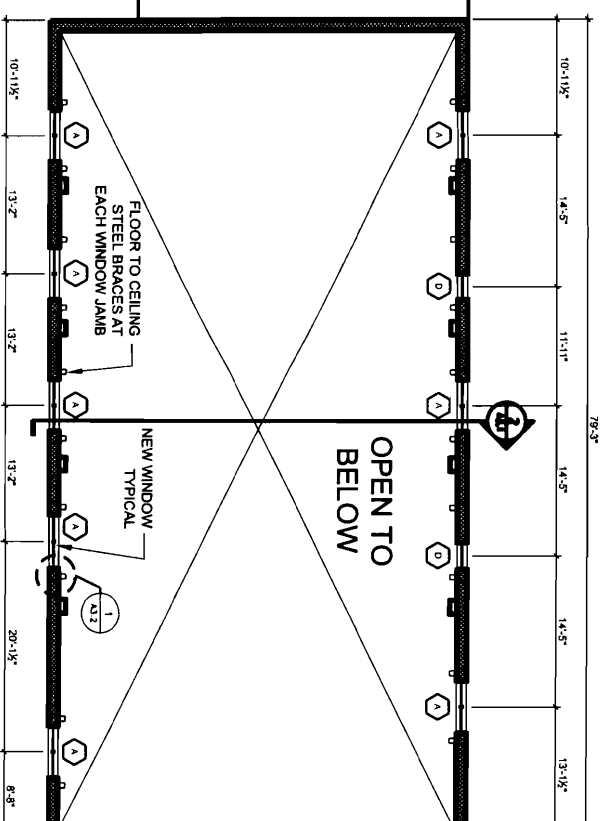 79'-3"
10'-11½"
14'-5"
11'-11"
14'-5"
14'-5"
13'-1½"
A
D
A
D
A
2
OPEN TO
BELOW
FLOOR TO CEILING
STEEL BRACES AT
EACH WINDOW JAMB
NEW WINDOW
TYPICAL
1
A3.2
A
A
A
A
A
10'-11½"
13'-2"
13'-2"
13'-2"
20'-1½"
8'-8"